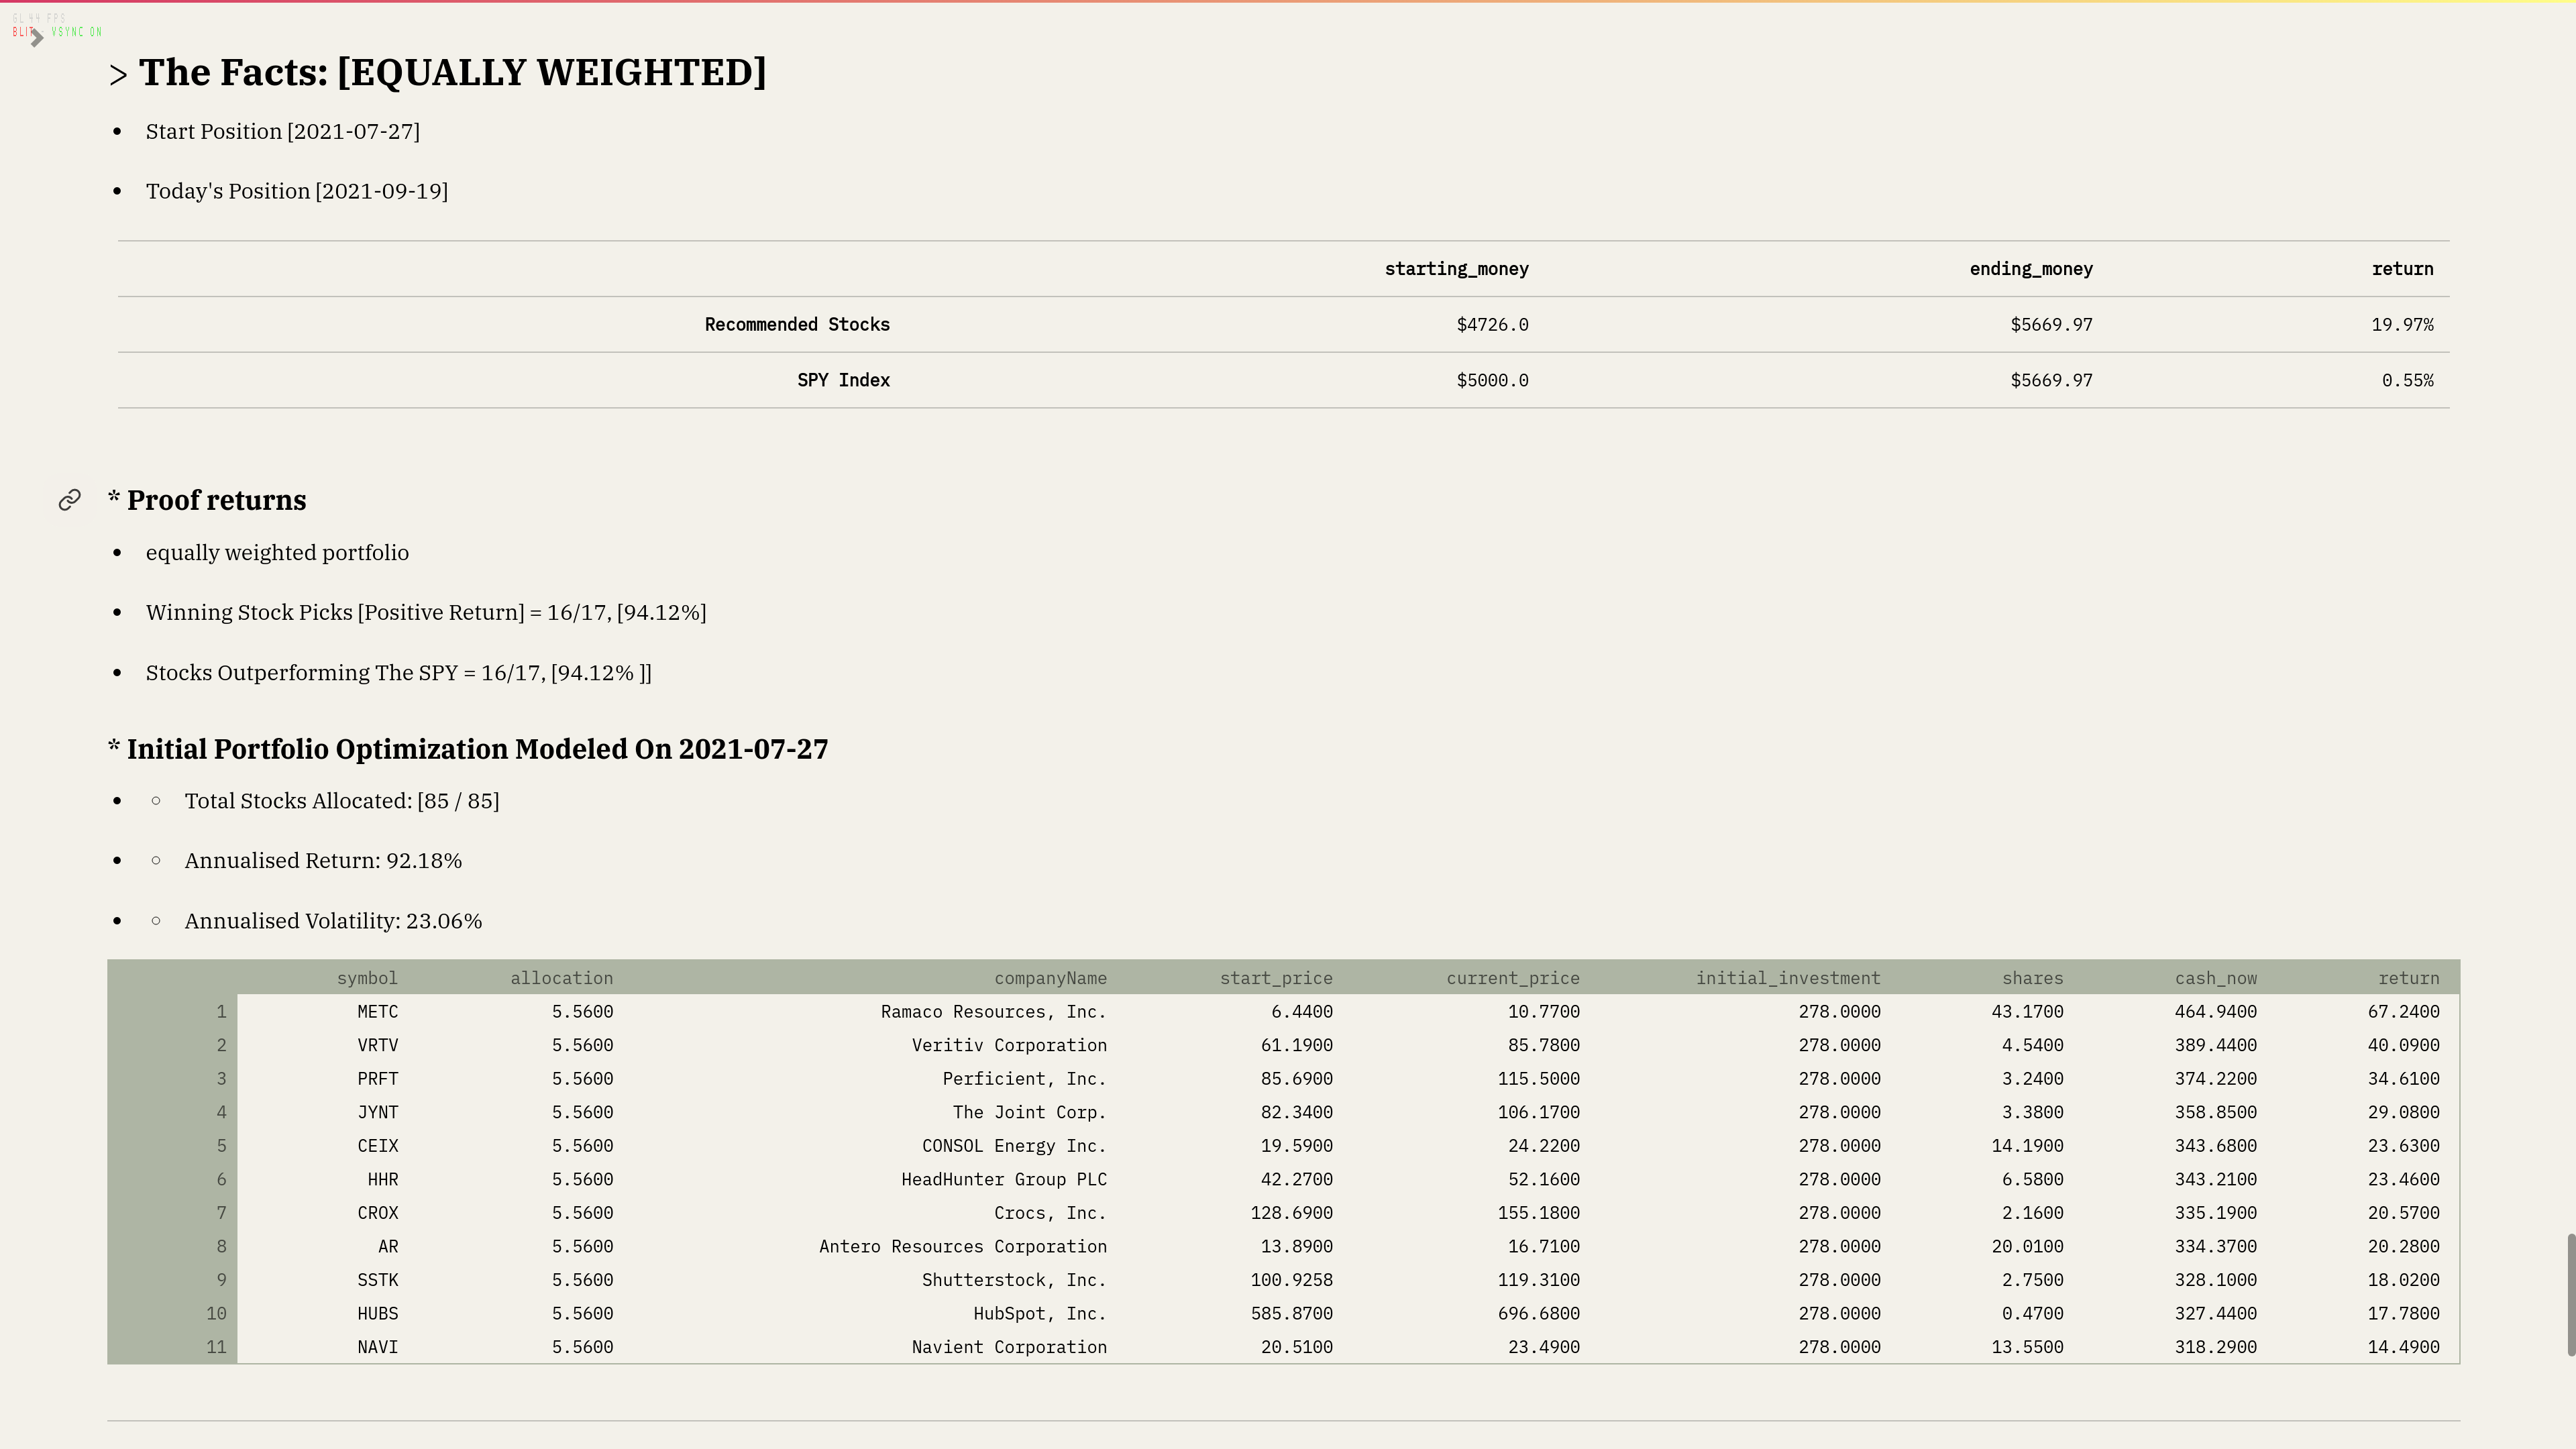 GL 44 FPS
BLIT - VSYNC ON
> The Facts: [EQUALLY WEIGHTED]
• Start Position [2021-07-27]
• Today's Position [2021-09-19]
starting_money ending_money return
Recommended Stocks $4726.0 $5669.97 19.97%
SPY Index $5000.0 $5669.97 0.55%
* Proof returns
• equally weighted portfolio
• Winning Stock Picks [Positive Return] = 16/17, [94.12%]
• Stocks Outperforming The SPY = 16/17, [94.12% ]]
* Initial Portfolio Optimization Modeled On 2021-07-27
• ○ Total Stocks Allocated: [85 / 85]
• ○ Annualised Return: 92.18%
• ○ Annualised Volatility: 23.06%
symbol allocation companyName start_price current_price initial_investment shares cash_now return
1 METC 5.5600 Ramaco Resources, Inc. 6.4400 10.7700 278.0000 43.1700 464.9400 67.2400
2 VRTV 5.5600 Veritiv Corporation 61.1900 85.7800 278.0000 4.5400 389.4400 40.0900
3 PRFT 5.5600 Perficient, Inc. 85.6900 115.5000 278.0000 3.2400 374.2200 34.6100
4 JYNT 5.5600 The Joint Corp. 82.3400 106.1700 278.0000 3.3800 358.8500 29.0800
5 CEIX 5.5600 CONSOL Energy Inc. 19.5900 24.2200 278.0000 14.1900 343.6800 23.6300
6 HHR 5.5600 HeadHunter Group PLC 42.2700 52.1600 278.0000 6.5800 343.2100 23.4600
7 CROX 5.5600 Crocs, Inc. 128.6900 155.1800 278.0000 2.1600 335.1900 20.5700
8 AR 5.5600 Antero Resources Corporation 13.8900 16.7100 278.0000 20.0100 334.3700 20.2800
9 SSTK 5.5600 Shutterstock, Inc. 100.9258 119.3100 278.0000 2.7500 328.1000 18.0200
10 HUBS 5.5600 HubSpot, Inc. 585.8700 696.6800 278.0000 0.4700 327.4400 17.7800
11 NAVI 5.5600 Navient Corporation 20.5100 23.4900 278.0000 13.5500 318.2900 14.4900